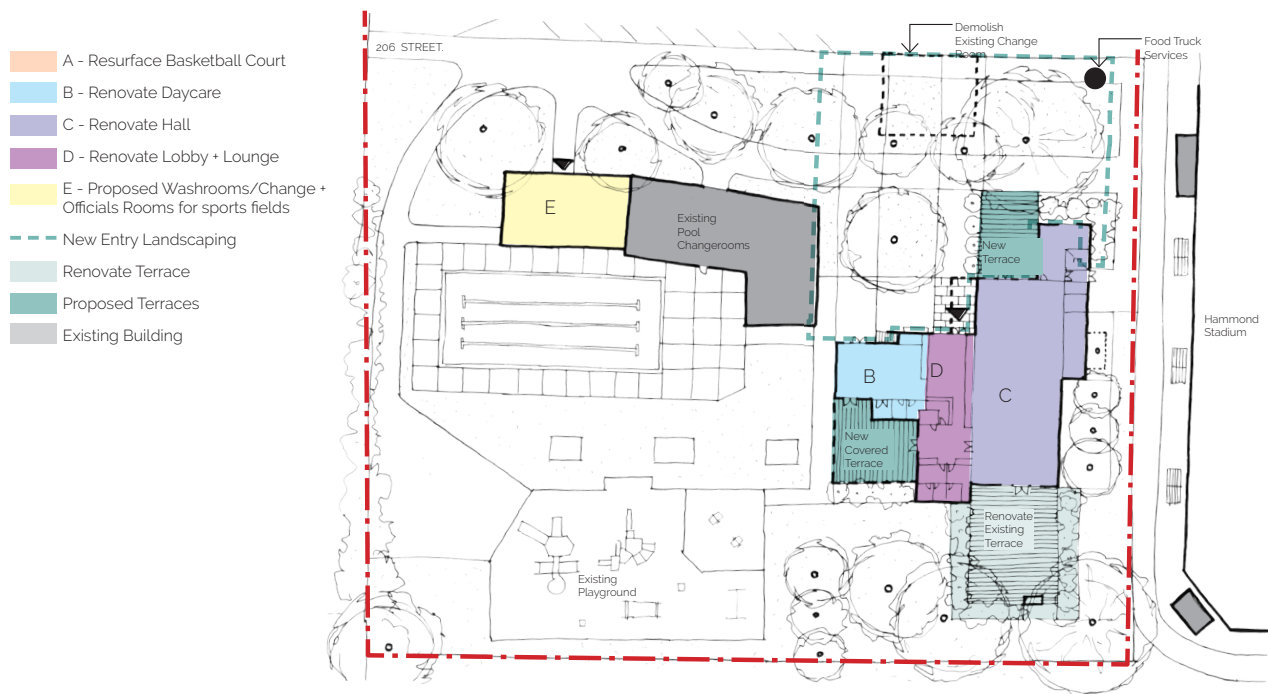 A - Resurface Basketball Court
B - Renovate Daycare
C - Renovate Hall
D - Renovate Lobby + Lounge
E - Proposed Washrooms/Change +
Officials Rooms for sports fields
New Entry Landscaping
Renovate Terrace
Proposed Terraces
Existing Building
206 STREET.
Demolish
Existing Change
Room
Food Truck
Services
E
Existing
Pool
Changerooms
New
Terrace
Hammond
Stadium
B
D
C
New
Covered
Terrace
Renovate
Existing
Terrace
Existing
Playground